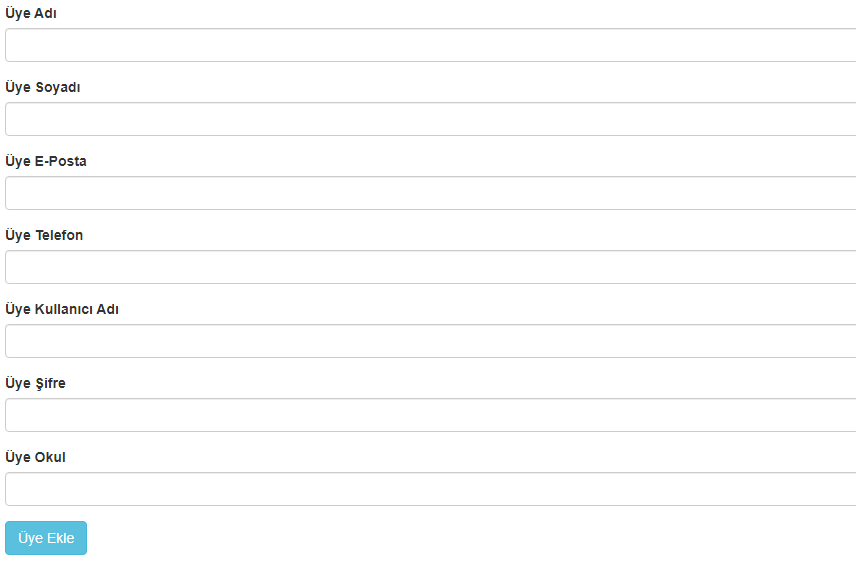 Üye Adı
Üye Soyadı
Üye E-Posta
Üye Telefon
Üye Kullanıcı Adı
Üye Şifre
Üye Okul
Üye Ekle